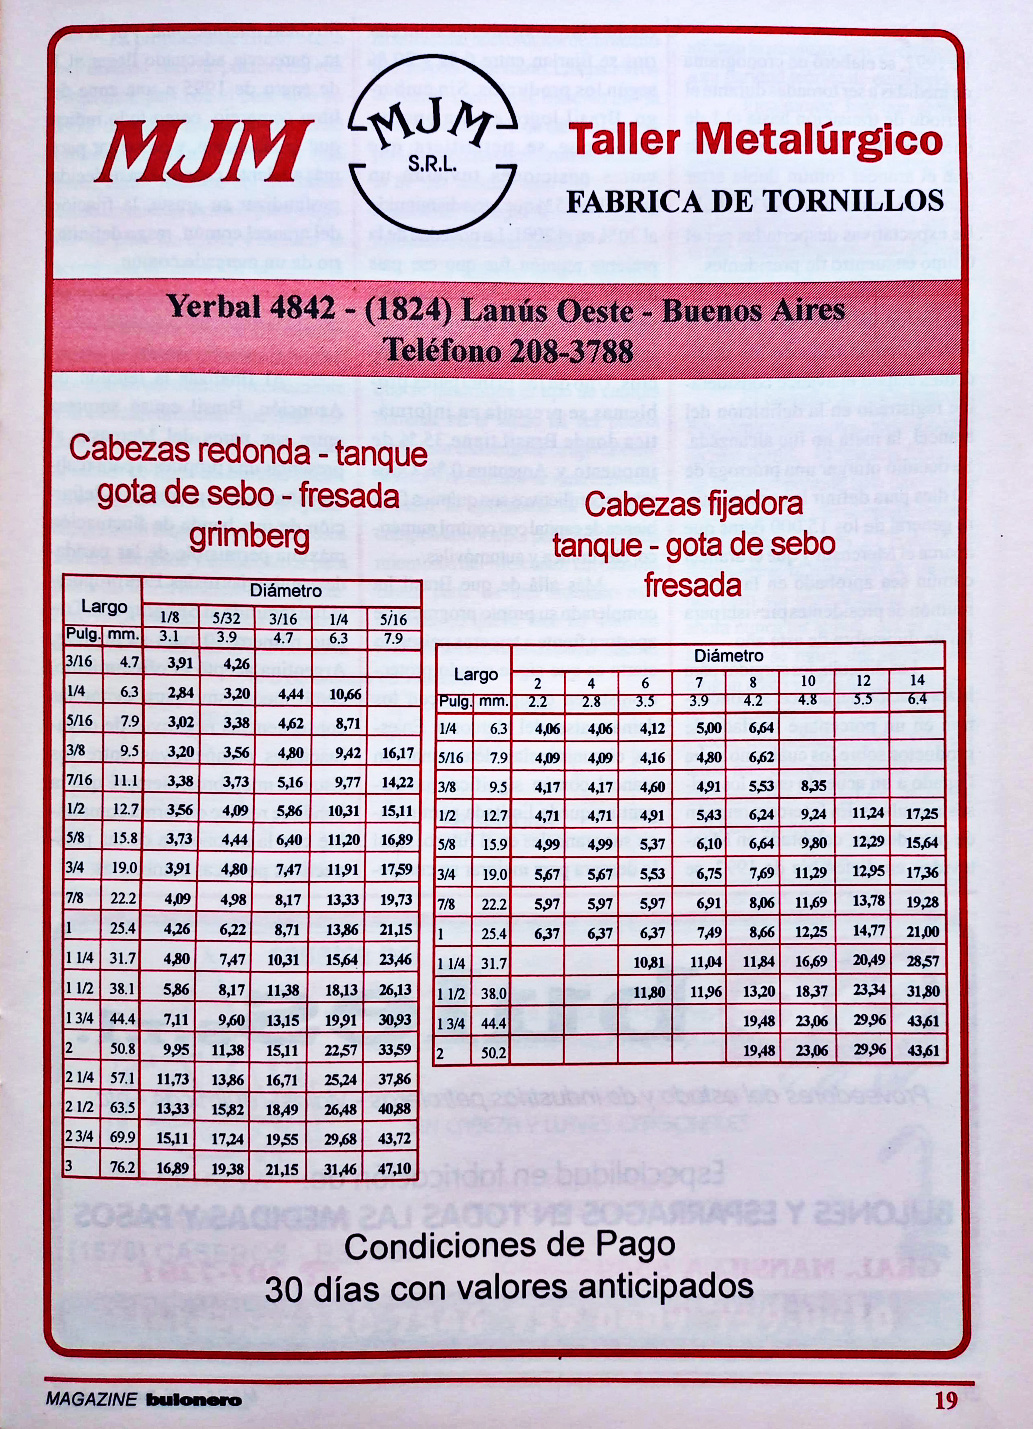 MJM
MJM
S.R.L.
Taller Metalúrgico
FABRICA DE TORNILLOS
Yerbal 4842 - (1824) Lanús Oeste - Buenos Aires
Teléfono 208-3788
Cabezas redonda - tanque
gota de sebo - fresada
grimberg
Largo Diámetro
1/8 5/32 3/16 1/4 5/16
Pulg. mm. 3.1 3.9 4.7 6.3 7.9
3/16 4.7 3,91 4,26
1/4 6.3 2,84 3,20 4,44 10,66
5/16 7.9 3,02 3,38 4,62 8,71
3/8 9.5 3,20 3,56 4,80 9,42 16,17
7/16 11.1 3,38 3,73 5,16 9,77 14,22
1/2 12.7 3,56 4,09 5,86 10,31 15,11
5/8 15.8 3,73 4,44 6,40 11,20 16,89
3/4 19.0 3,91 4,80 7,47 11,91 17,59
7/8 22.2 4,09 4,98 8,17 13,33 19,73
1 25.4 4,26 6,22 8,71 13,86 21,15
1 1/4 31.7 4,80 7,47 10,31 15,64 23,46
1 1/2 38.1 5,86 8,17 11,38 18,13 26,13
1 3/4 44.4 7,11 9,60 13,15 19,91 30,93
2 50.8 9,95 11,38 15,11 22,57 33,59
2 1/4 57.1 11,73 13,86 16,71 25,24 37,86
2 1/2 63.5 13,33 15,82 18,49 26,48 40,88
2 3/4 69.9 15,11 17,24 19,55 29,68 43,72
3 76.2 16,89 19,38 21,15 31,46 47,10
Cabezas fijadora
tanque - gota de sebo
fresada
Largo Diámetro
2 4 6 7 8 10 12 14
Pulg. mm. 2.2 2.8 3.5 3.9 4.2 4.8 5.5 6.4
1/4 6.3 4,06 4,06 4,12 5,00 6,64
5/16 7.9 4,09 4,09 4,16 4,80 6,62
3/8 9.5 4,17 4,17 4,60 4,91 5,53 8,35
1/2 12.7 4,71 4,71 4,91 5,43 6,24 9,24 11,24 17,25
5/8 15.9 4,99 4,99 5,37 6,10 6,64 9,80 12,29 15,64
3/4 19.0 5,67 5,67 5,53 6,75 7,69 11,29 12,95 17,36
7/8 22.2 5,97 5,97 5,97 6,91 8,06 11,69 13,78 19,28
1 25.4 6,37 6,37 6,37 7,49 8,66 12,25 14,77 21,00
1 1/4 31.7 10,81 11,04 11,84 16,69 20,49 28,57
1 1/2 38.0 11,80 11,96 13,20 18,37 23,34 31,80
1 3/4 44.4 19,48 23,06 29,96 43,61
2 50.2 19,48 23,06 29,96 43,61
Condiciones de Pago
30 días con valores anticipados
MAGAZINE bulonero
19